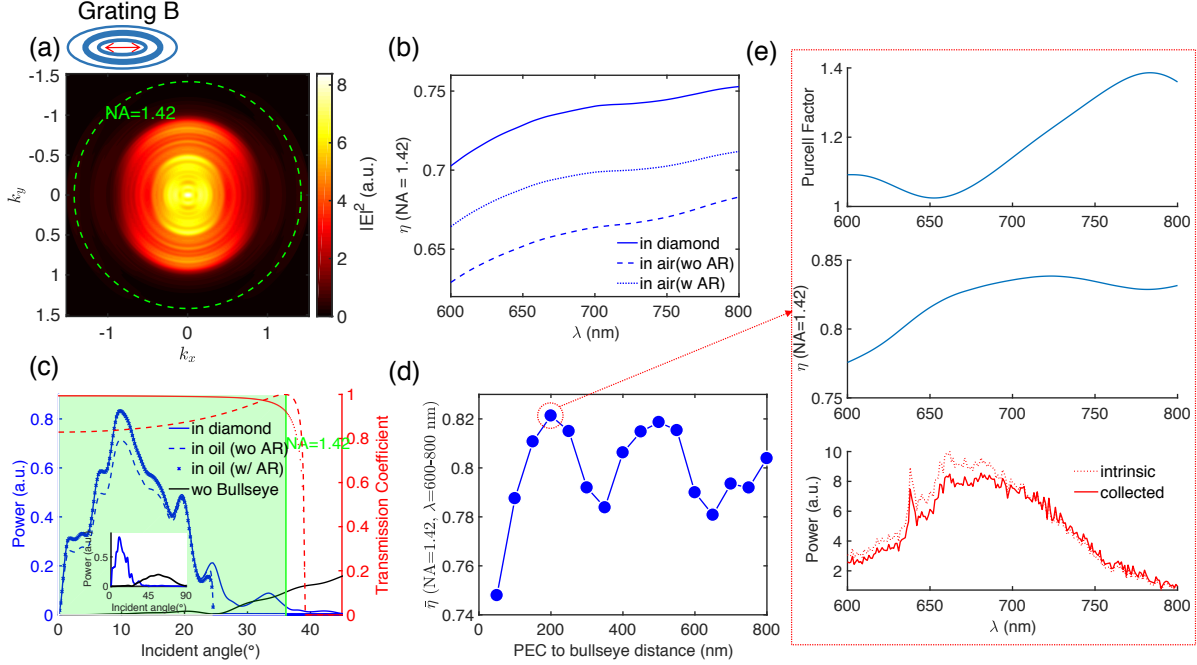 Grating B
(a)
-1.5
-1
-0.5
0
0.5
1
1.5
k_y
NA=1.42
-1
0
1
k_x
8
6
4
2
0
|E|² (a.u.)
(b)
0.75
0.7
0.65
η (NA = 1.42)
in diamond
in air(wo AR)
in air(w AR)
600
650
700
750
800
λ (nm)
(c)
0.8
0.6
0.4
0.2
0
Power (a.u.)
in diamond
in oil (wo AR)
in oil (w/ AR)
wo Bullseye
NA=1.42
1
0.8
0.6
0.4
0.2
0
Transmission Coefficient
Power (a.u.)
0.5
0
0
45
90
Incident angle(°)
0
10
20
30
40
Incident angle(°)
(d)
0.82
0.8
0.78
0.76
0.74
η̄ (NA=1.42, λ=600-800 nm)
0
200
400
600
800
PEC to bullseye distance (nm)
(e)
1.4
1.2
1
Purcell Factor
600
650
700
750
800
0.85
0.8
0.75
η (NA=1.42)
600
650
700
750
800
10
8
6
4
2
Power (a.u.)
intrinsic
collected
600
650
700
750
800
λ (nm)